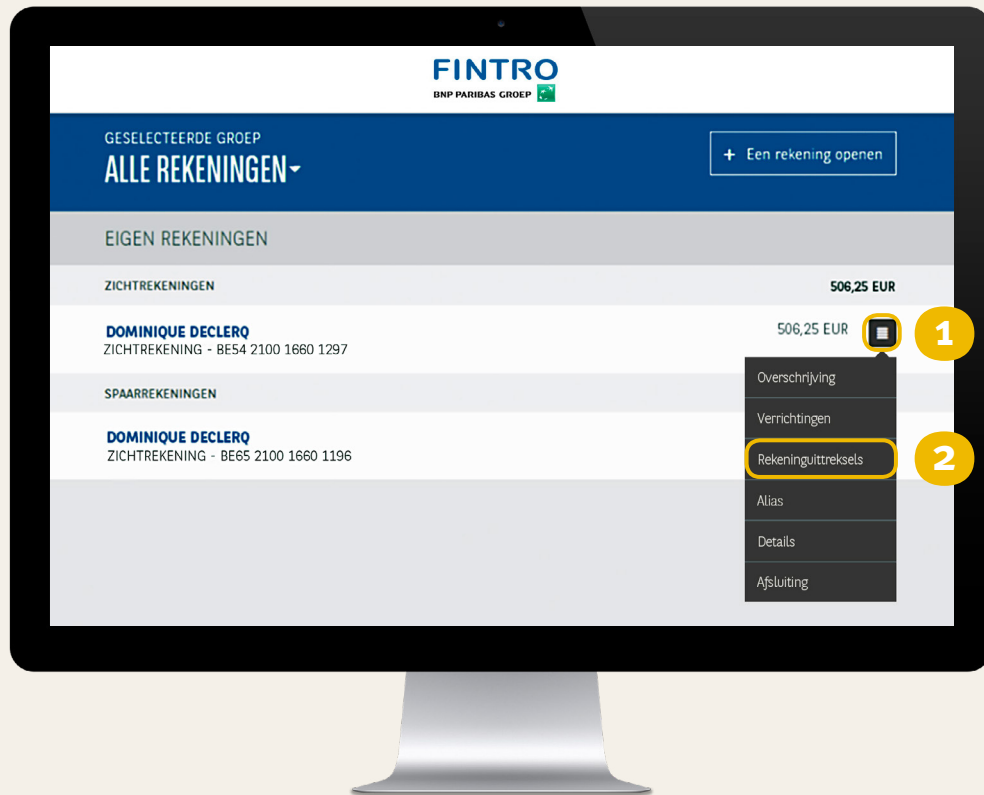 FINTRO
BNP PARIBAS GROEP
GESELECTEERDE GROEP
ALLE REKENINGEN
+ Een rekening openen
EIGEN REKENINGEN
ZICHTREKENINGEN 506,25 EUR
DOMINIQUE DECLERQ 506,25 EUR 1
ZICHTREKENING - BE54 2100 1660 1297
Overschrijving
SPAARREKENINGEN
Verrichtingen
DOMINIQUE DECLERQ
ZICHTREKENING - BE65 2100 1660 1196
Rekeninguittreksels 2
Alias
Details
Afsluiting